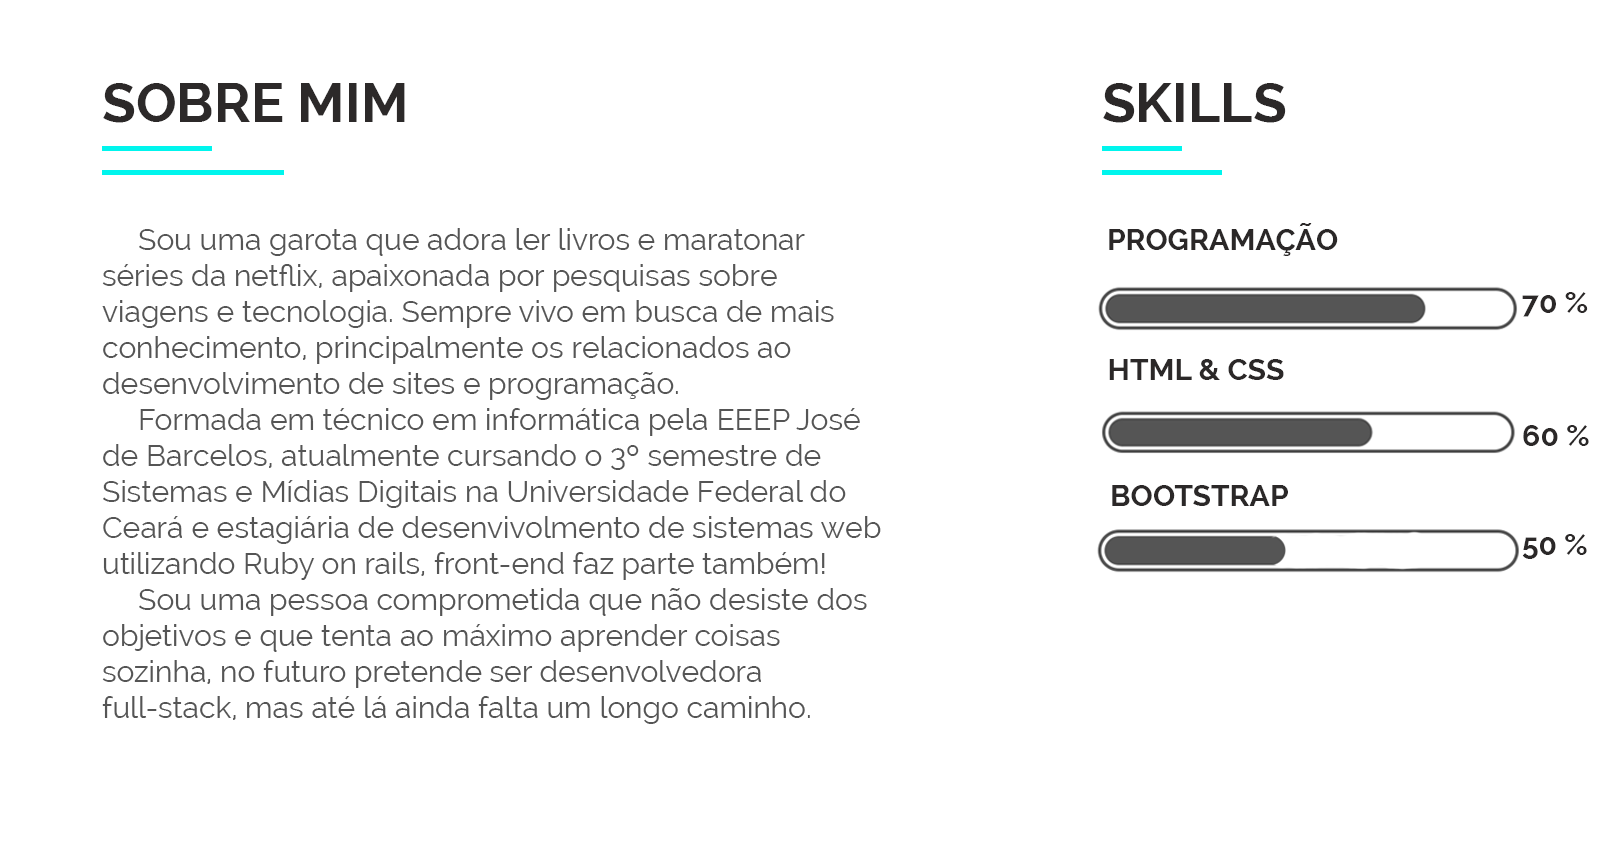 SOBRE MIM
Sou uma garota que adora ler livros e maratonar
séries da netflix, apaixonada por pesquisas sobre
viagens e tecnologia. Sempre vivo em busca de mais
conhecimento, principalmente os relacionados ao
desenvolvimento de sites e programação.
Formada em técnico em informática pela EEEP José
de Barcelos, atualmente cursando o 3º semestre de
Sistemas e Mídias Digitais na Universidade Federal do
Ceará e estagiária de desenvivolmento de sistemas web
utilizando Ruby on rails, front-end faz parte também!
Sou uma pessoa comprometida que não desiste dos
objetivos e que tenta ao máximo aprender coisas
sozinha, no futuro pretende ser desenvolvedora
full-stack, mas até lá ainda falta um longo caminho.
SKILLS
PROGRAMAÇÃO
70 %
HTML & CSS
60 %
BOOTSTRAP
50 %